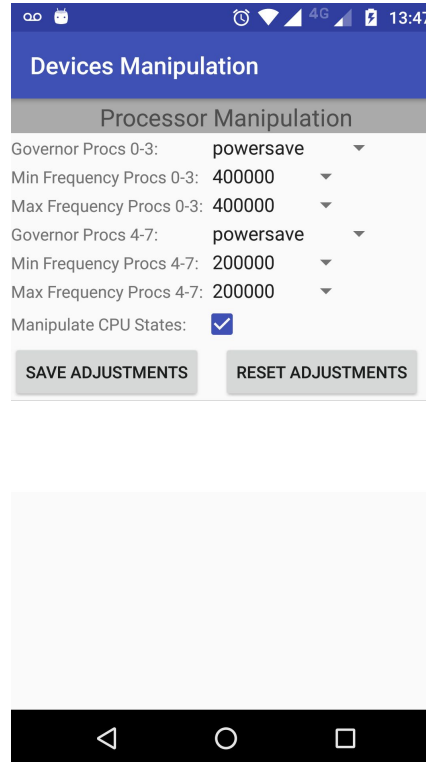 4G 13:47
Devices Manipulation
Processor Manipulation
Governor Procs 0-3: powersave
Min Frequency Procs 0-3: 400000
Max Frequency Procs 0-3: 400000
Governor Procs 4-7: powersave
Min Frequency Procs 4-7: 200000
Max Frequency Procs 4-7: 200000
Manipulate CPU States:
SAVE ADJUSTMENTS RESET ADJUSTMENTS